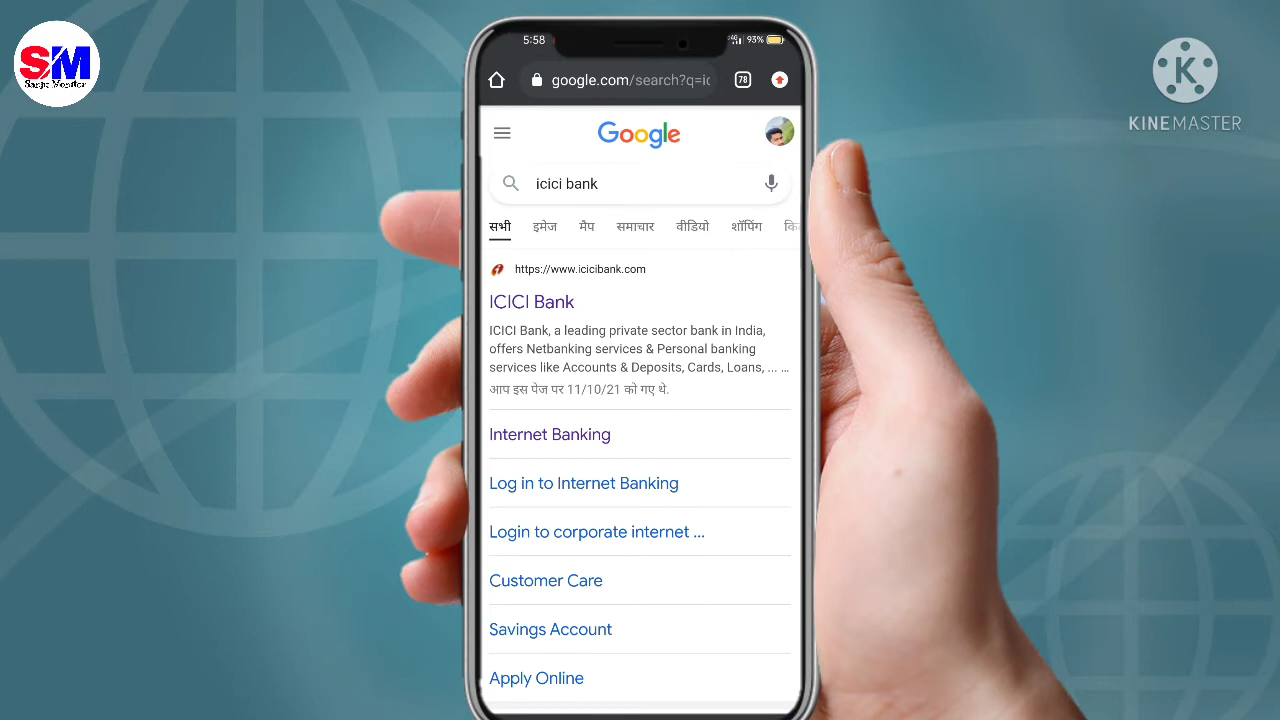 SM
5:58
93%
google.com/search?q=ic
78
K
KINEMASTER
Google
icici bank
सभी इमेज मैप समाचार वीडियो शॉपिंग
https://www.icicibank.com
ICICI Bank
ICICI Bank, a leading private sector bank in India,
offers Netbanking services & Personal banking
services like Accounts & Deposits, Cards, Loans, ... ...
आप इस पेज पर 11/10/21 को गए थे.
Internet Banking
Log in to Internet Banking
Login to corporate internet ...
Customer Care
Savings Account
Apply Online